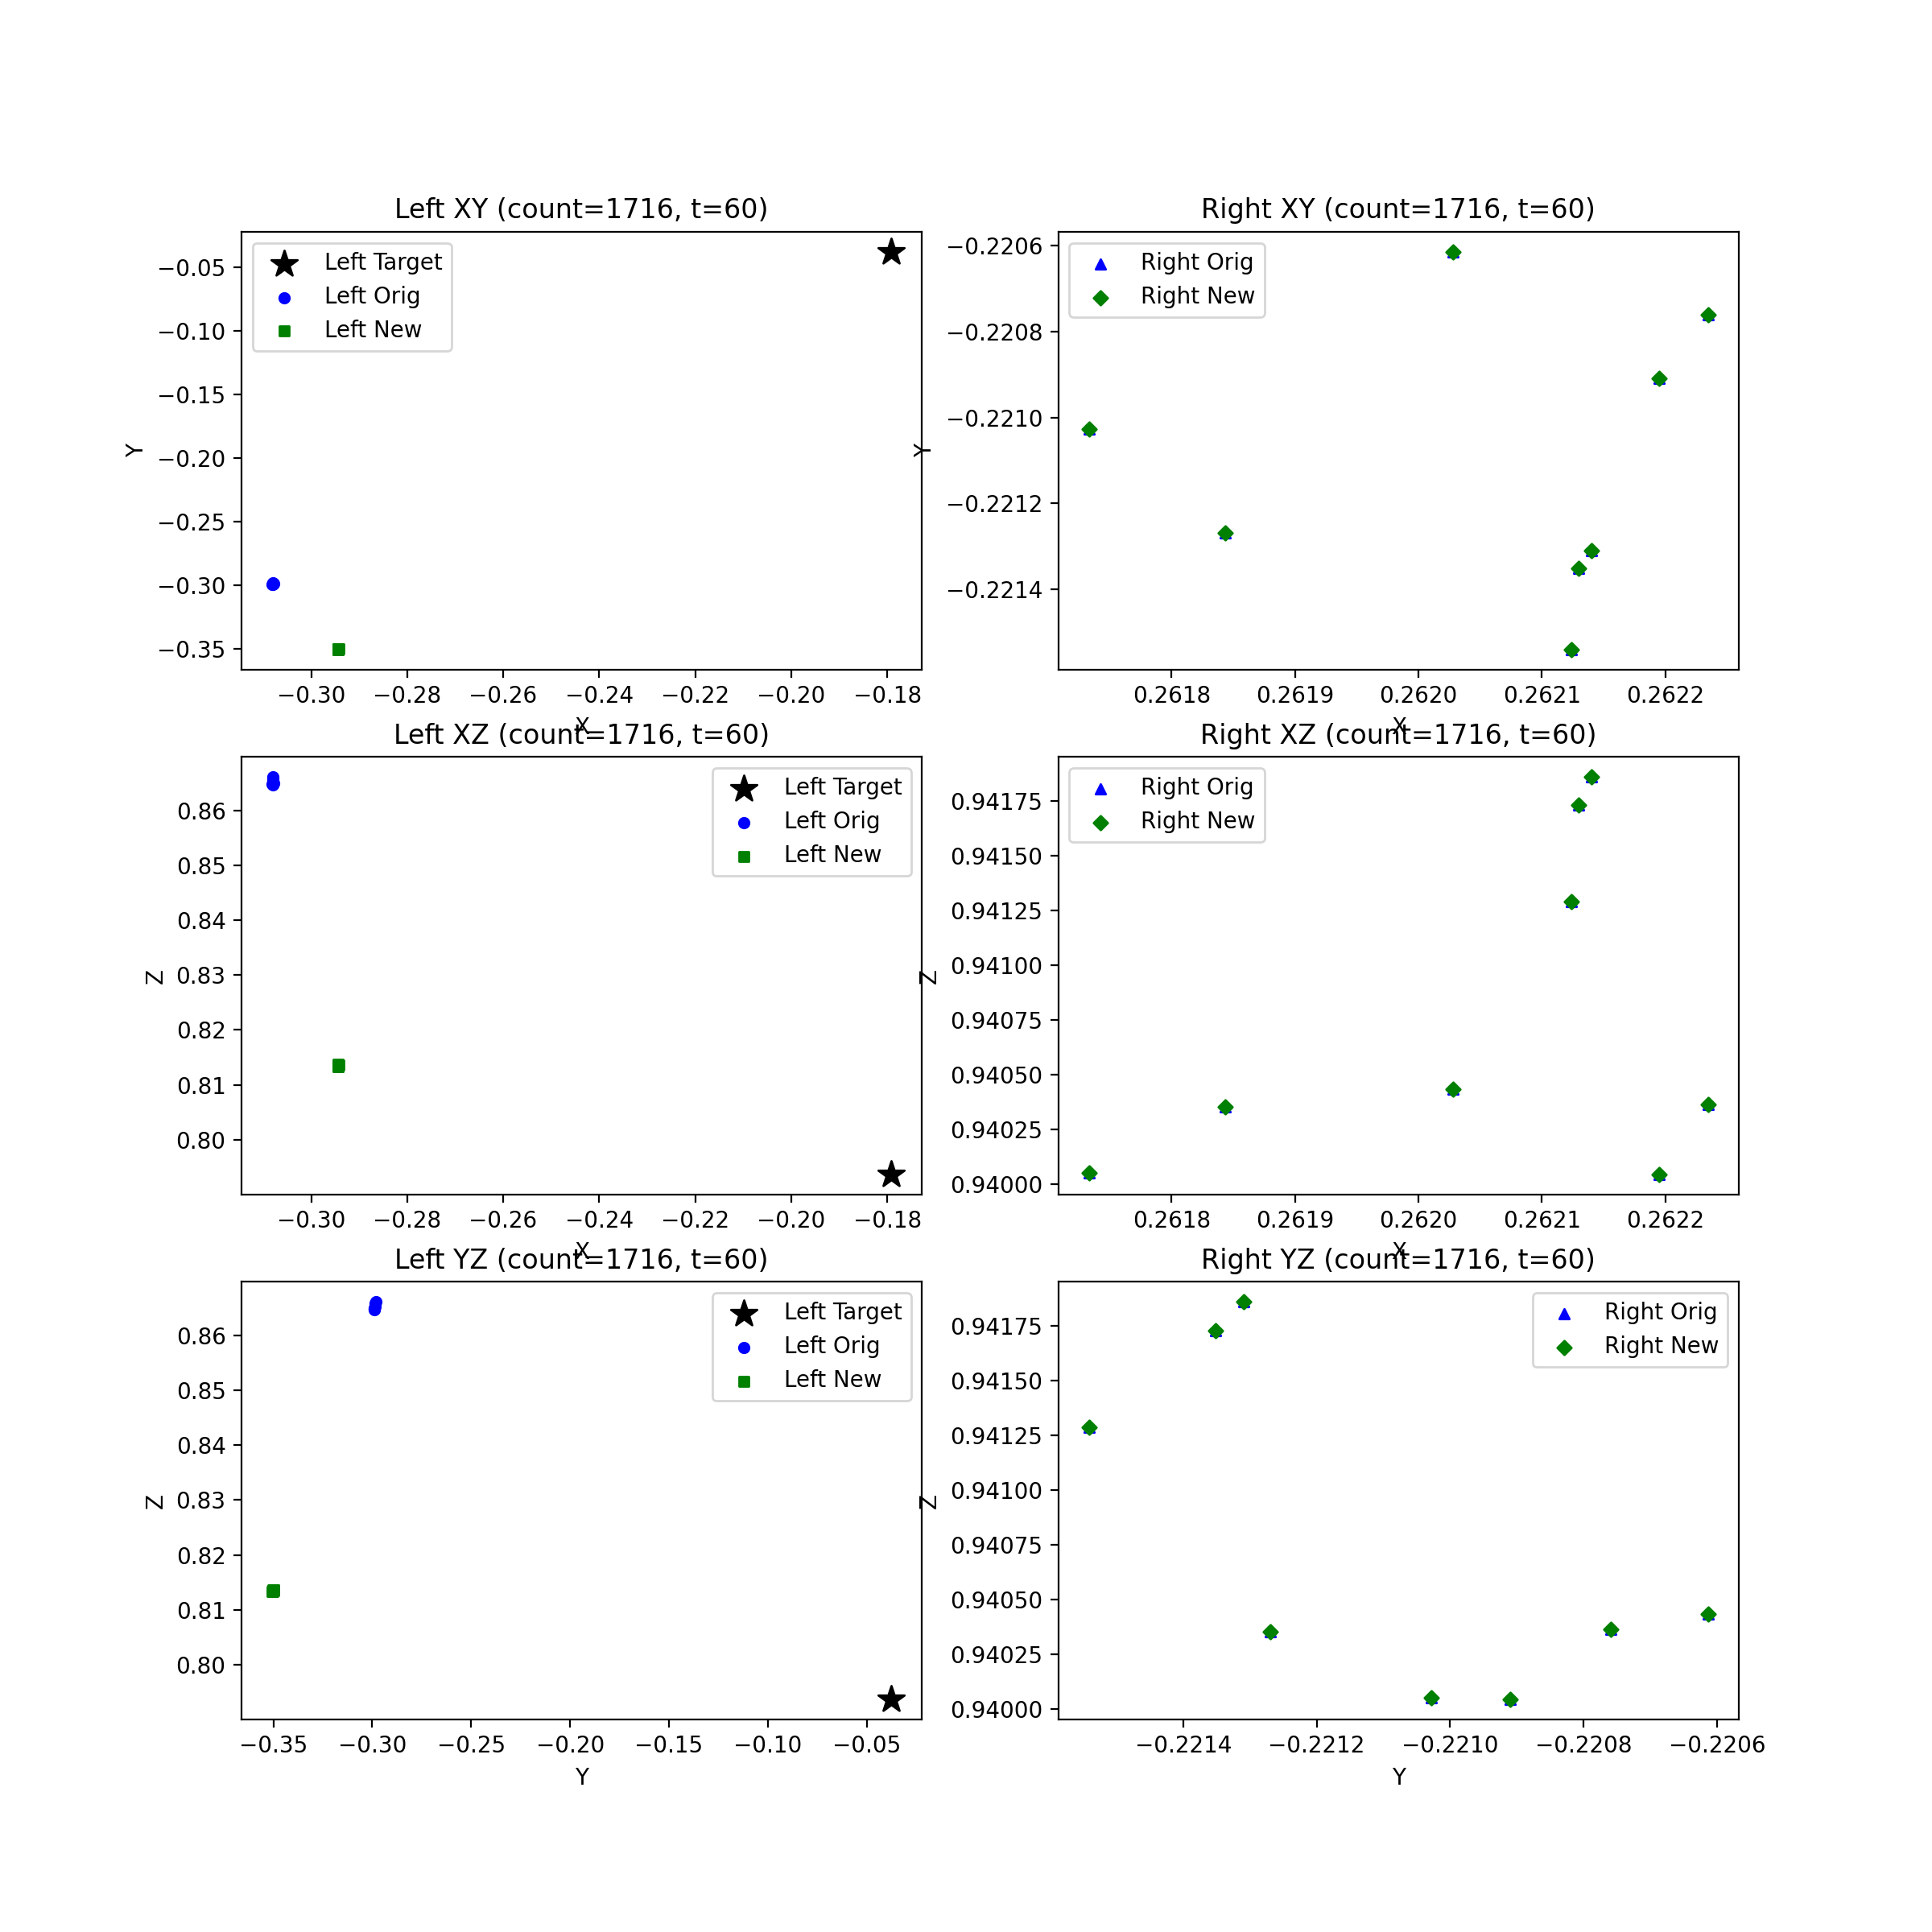 Left XY (count=1716, t=60)
Left Target
Left Orig
Left New
−0.05
−0.10
−0.15
−0.20
−0.25
−0.30
−0.35
Y
−0.30 −0.28 −0.26 −0.24 −0.22 −0.20 −0.18
X
Right XY (count=1716, t=60)
Right Orig
Right New
−0.2206
−0.2208
−0.2210
−0.2212
−0.2214
Y
0.2618 0.2619 0.2620 0.2621 0.2622
X
Left XZ (count=1716, t=60)
Left Target
Left Orig
Left New
0.86
0.85
0.84
0.83
0.82
0.81
0.80
Z
−0.30 −0.28 −0.26 −0.24 −0.22 −0.20 −0.18
X
Right XZ (count=1716, t=60)
Right Orig
Right New
0.94175
0.94150
0.94125
0.94100
0.94075
0.94050
0.94025
0.94000
Z
0.2618 0.2619 0.2620 0.2621 0.2622
X
Left YZ (count=1716, t=60)
Left Target
Left Orig
Left New
0.86
0.85
0.84
0.83
0.82
0.81
0.80
Z
−0.35 −0.30 −0.25 −0.20 −0.15 −0.10 −0.05
Y
Right YZ (count=1716, t=60)
Right Orig
Right New
0.94175
0.94150
0.94125
0.94100
0.94075
0.94050
0.94025
0.94000
Z
−0.2214 −0.2212 −0.2210 −0.2208 −0.2206
Y